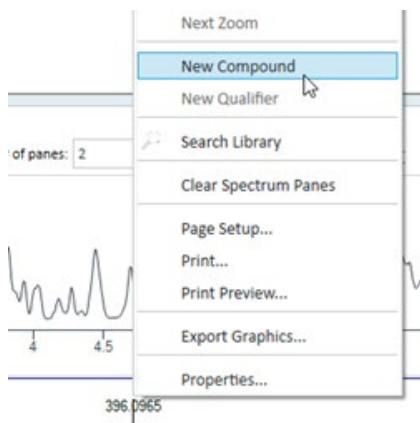 Next Zoom
New Compound
New Qualifier
of panes: 2
Search Library
Clear Spectrum Panes
Page Setup...
Print...
Print Preview...
4 4.5
Export Graphics...
Properties...
396.0965